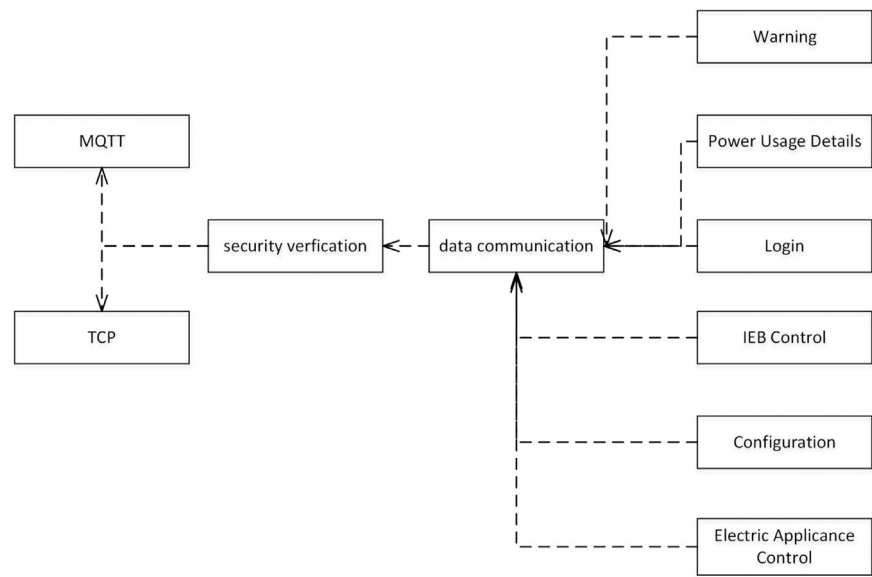 Warning
MQTT
Power Usage Details
security verfication
data communication
Login
TCP
IEB Control
Configuration
Electric Applicance
Control